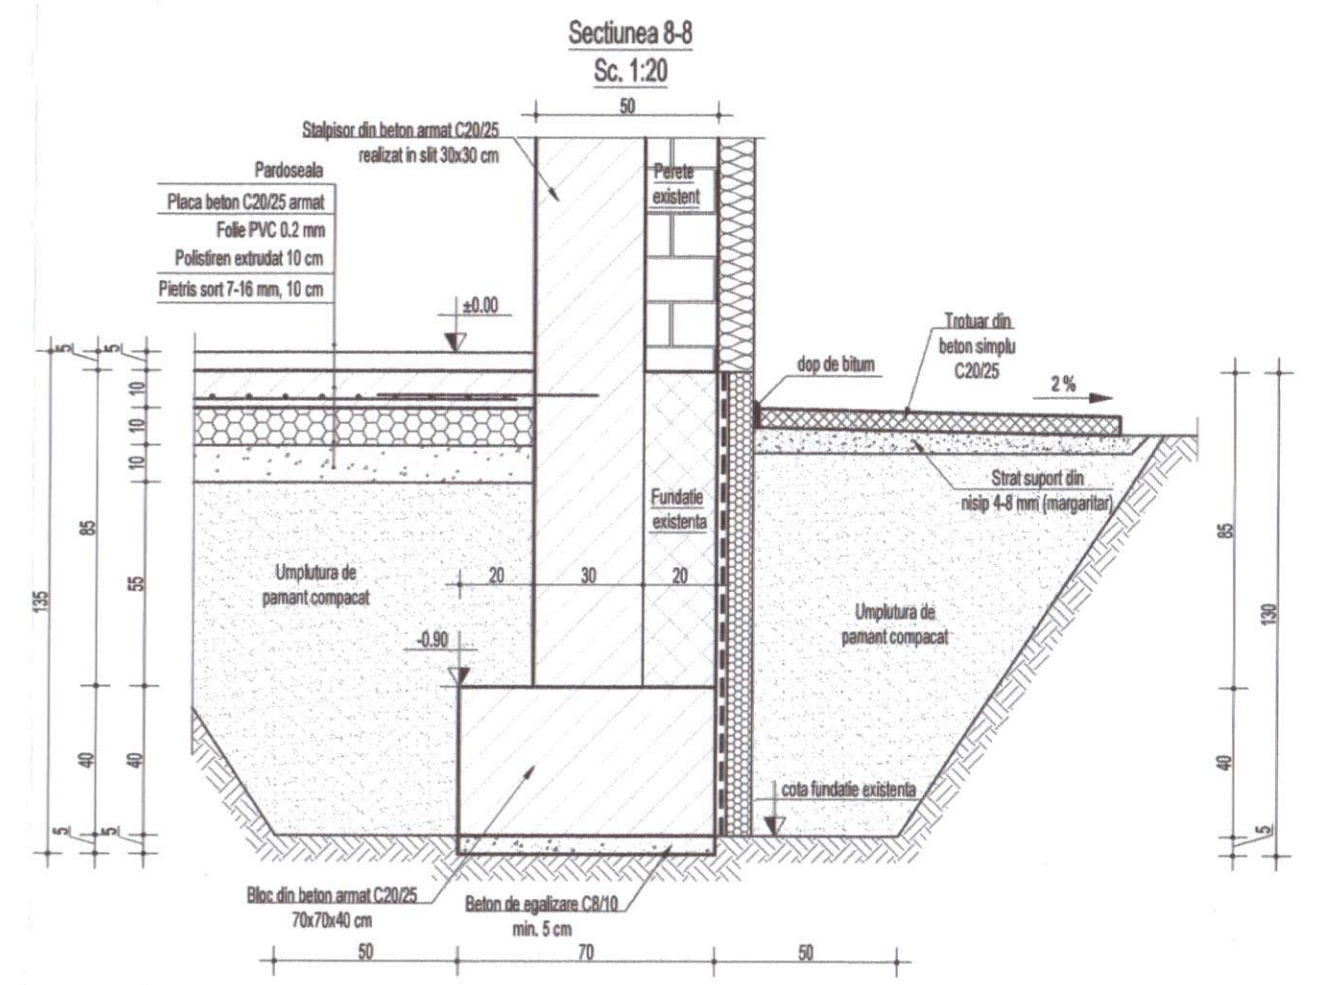 Sectiunea 8-8
Sc. 1:20
50
Stalpisor din beton armat C20/25
realizat in slit 30x30 cm
Pardoseala
Placa beton C20/25 armat
Folie PVC 0.2 mm
Polistiren extrudat 10 cm
Pietris sort 7-16 mm, 10 cm
Perete
existent
±0.00
Trotuar din
beton simplu
C20/25
dop de bitum
2 %
5
5
10
10
10
85
55
135
40
40
5
5
Strat suport din
nisip 4-8 mm (margaritar)
Fundatie
existenta
20
30
20
Umplutura de
pamant compacat
-0.90
Umplutura de
pamant compacat
85
130
40
5
cota fundatie existenta
Bloc din beton armat C20/25
70x70x40 cm
Beton de egalizare C8/10
min. 5 cm
50
70
50